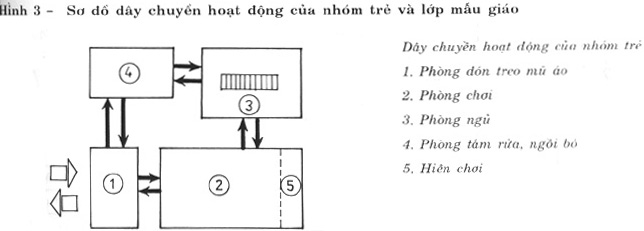 Hình 3 - Sơ đồ dây chuyền hoạt động của nhóm trẻ và lớp mẫu giáo
Dây chuyền hoạt động của nhóm trẻ
1. Phòng đón treo mũ áo
2. Phòng chơi
3. Phòng ngủ
4. Phòng tắm rửa, ngồi bô
5. Hiên chơi
4
3
1
2
5